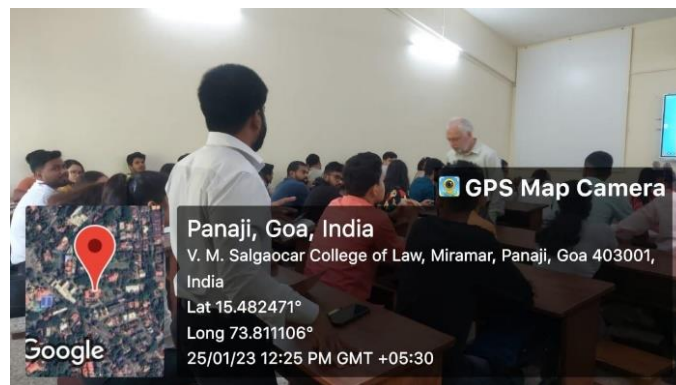 GPS Map Camera
Panaji, Goa, India
V. M. Salgaocar College of Law, Miramar, Panaji, Goa 403001,
India
Lat 15.482471°
Long 73.811106°
25/01/23 12:25 PM GMT +05:30
Google